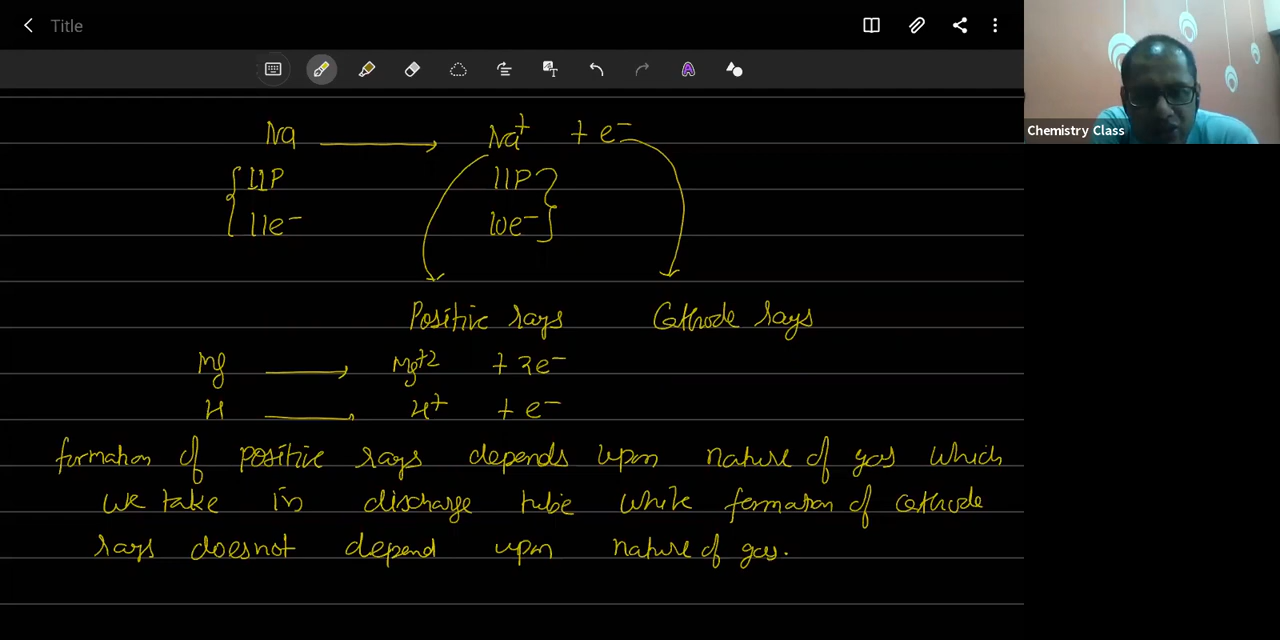 Title
Chemistry Class
Na ⟶ Na⁺ + e⁻
11P 11P
11e⁻ 10e⁻
Positive rays Cathode rays
Mg ⟶ Mg⁺² + 2e⁻
H ⟶ H⁺ + e⁻
formation of positive rays depends upon nature of gas which
we take in discharge tube while formation of cathode
rays doesnot depend upon nature of gas.